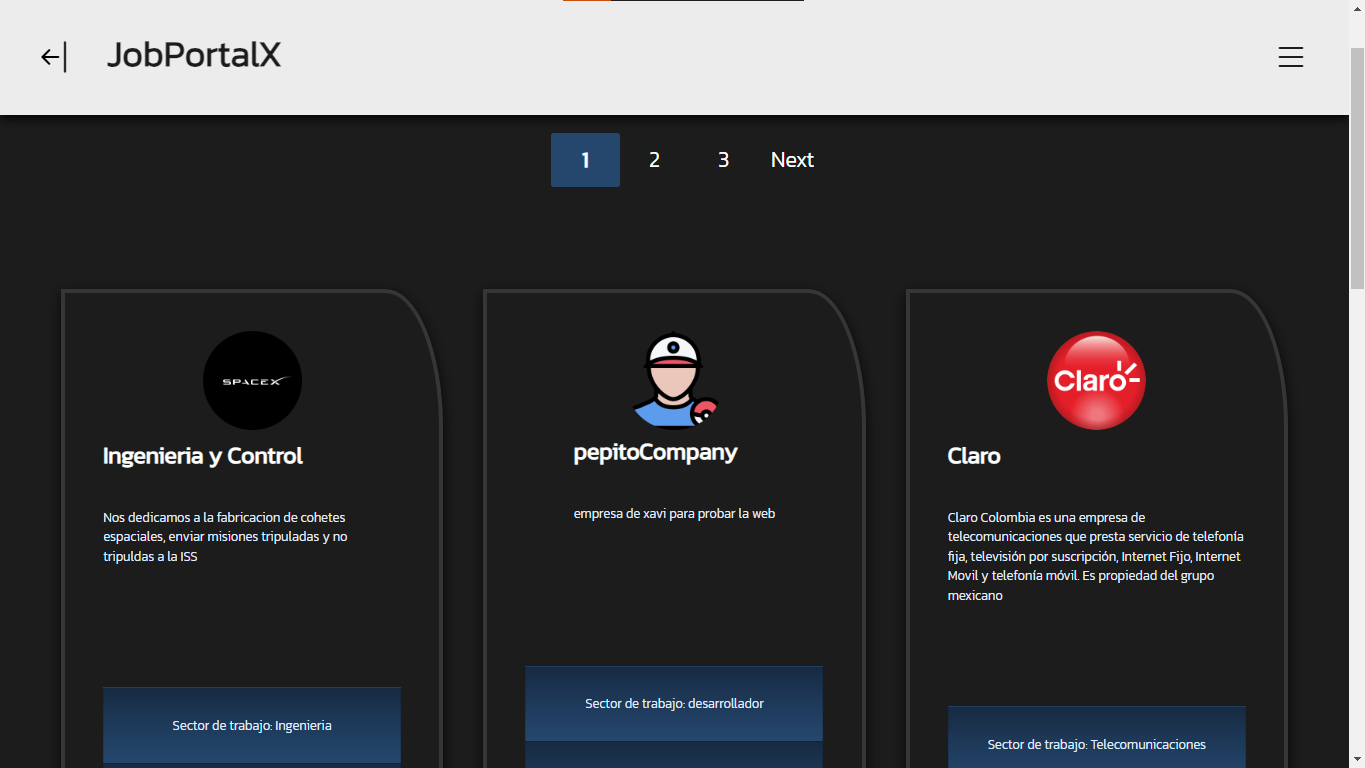 JobPortalX
1 2 3 Next
SPACEX
Ingenieria y Control
Nos dedicamos a la fabricacion de cohetes
espaciales, enviar misiones tripuladas y no
tripuldas a la ISS
Sector de trabajo: Ingenieria
pepitoCompany
empresa de xavi para probar la web
Sector de trabajo: desarrollador
Claro
Claro
Claro Colombia es una empresa de
telecomunicaciones que presta servicio de telefonía
fija, televisión por suscripción, Internet Fijo, Internet
Movil y telefonía móvil. Es propiedad del grupo
mexicano
Sector de trabajo: Telecomunicaciones